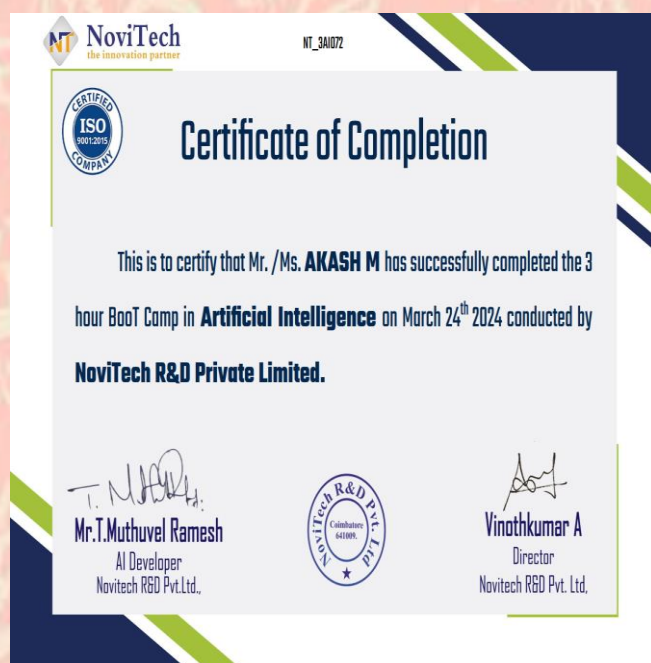 NT NoviTech
the innovation partner
NT_3AI072
CERTIFIED
ISO
9001:2015
COMPANY
Certificate of Completion
This is to certify that Mr. /Ms. AKASH M has successfully completed the 3
hour BooT Camp in Artificial Intelligence on March 24th 2024 conducted by
NoviTech R&D Private Limited.
Mr.T.Muthuvel Ramesh
AI Developer
Novitech R&D Pvt.Ltd.,
NoviTech R&D Pvt. Ltd
Coimbatore
641009.
Vinothkumar A
Director
Novitech R&D Pvt. Ltd,